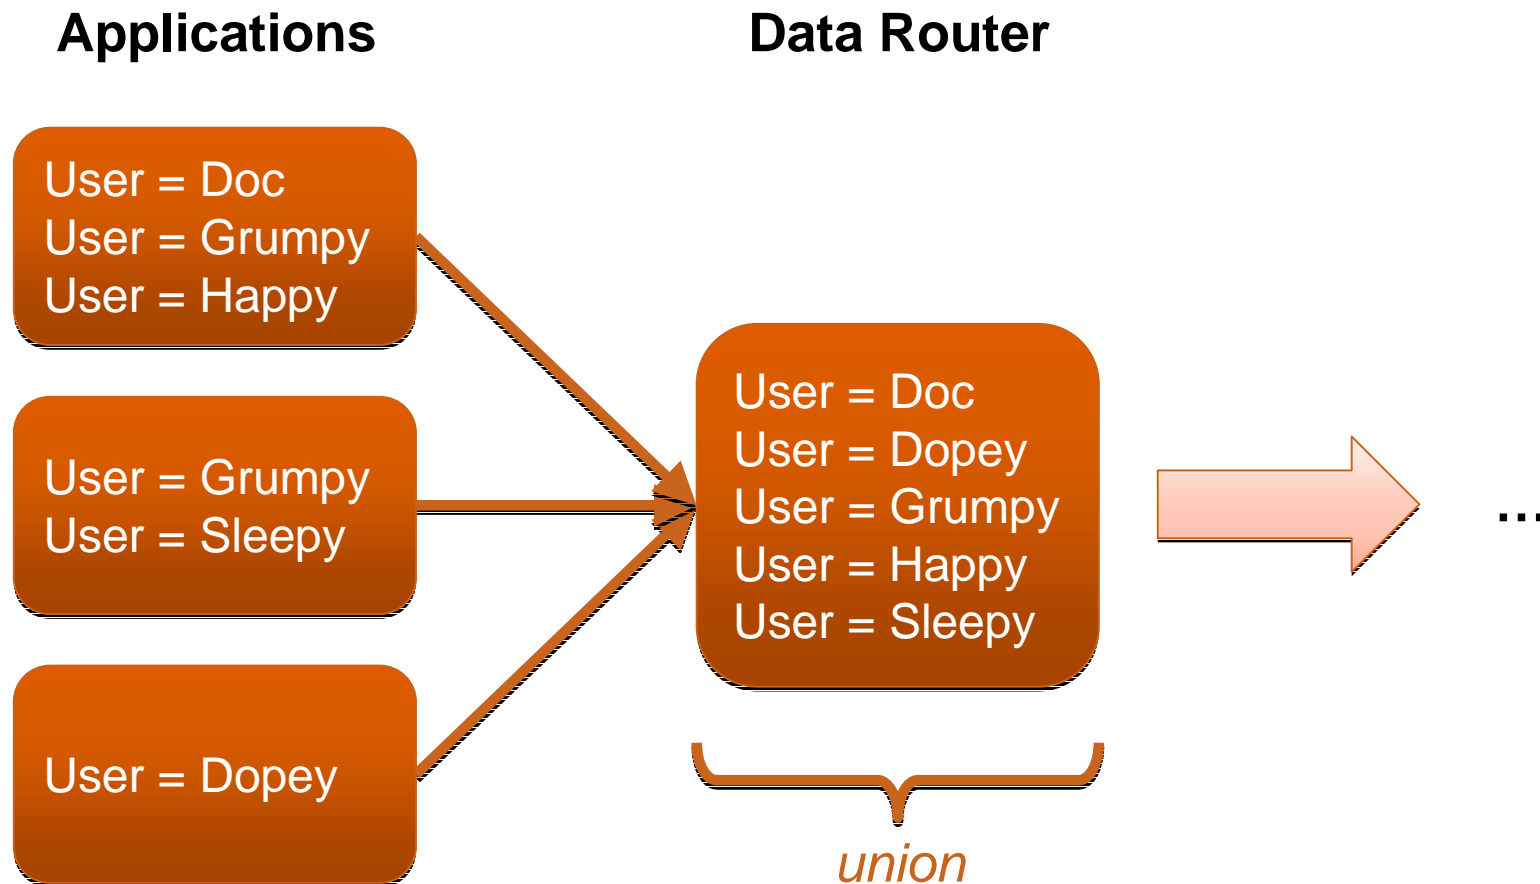 Applications
Data Router
User = Doc
User = Grumpy
User = Happy
User = Grumpy
User = Sleepy
User = Dopey
User = Doc
User = Dopey
User = Grumpy
User = Happy
User = Sleepy
union
...